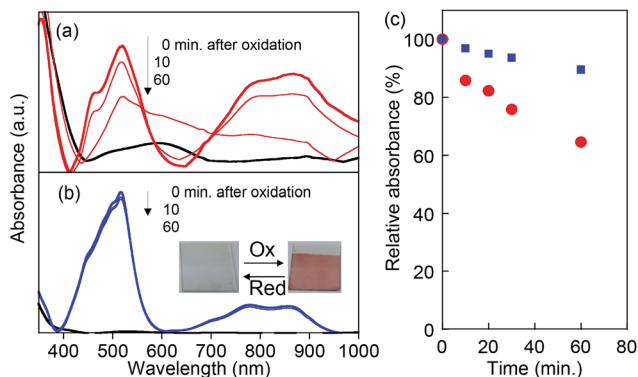 (a)
0 min. after oxidation
10
60
(b)
0 min. after oxidation
10
60
Ox
Red
Absorbance (a.u.)
400 500 600 700 800 900 1000
Wavelength (nm)
(c)
100
80
60
40
20
0
Relative absorbance (%)
0 20 40 60 80
Time (min.)